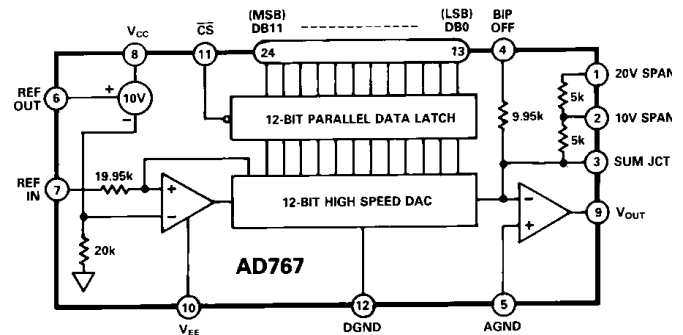 (MSB) (LSB) BIP
VCC CS DB11 DB0 OFF
8 11 24 13 4
1 20V SPAN
REF OUT 6 + 10V − 5k
9.95k 2 10V SPAN
12-BIT PARALLEL DATA LATCH 5k
3 SUM JCT
REF IN 7 19.95k +
12-BIT HIGH SPEED DAC −
− 9 VOUT
+
20k
AD767
10 12 5
VEE DGND AGND